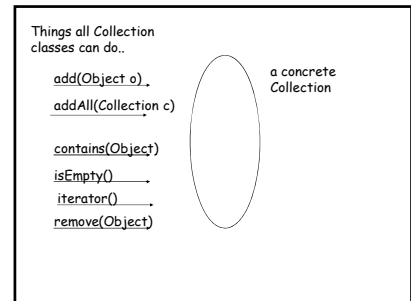 Things all Collection
classes can do..
add(Object o)
addAll(Collection c)
contains(Object)
isEmpty()
iterator()
remove(Object)
a concrete
Collection